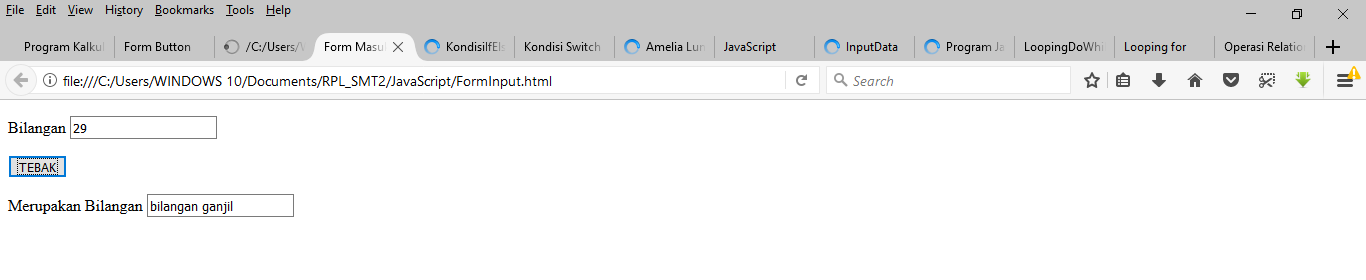 File Edit View History Bookmarks Tools Help
Program Kalkul Form Button /C:/Users/W Form Masuk KondisiIfEls Kondisi Switch Amelia Lun JavaScript InputData Program Ja LoopingDoWhi Looping for Operasi Relation
file:///C:/Users/WINDOWS 10/Documents/RPL_SMT2/JavaScript/FormInput.html Search
Bilangan 29
TEBAK
Merupakan Bilangan bilangan ganjil